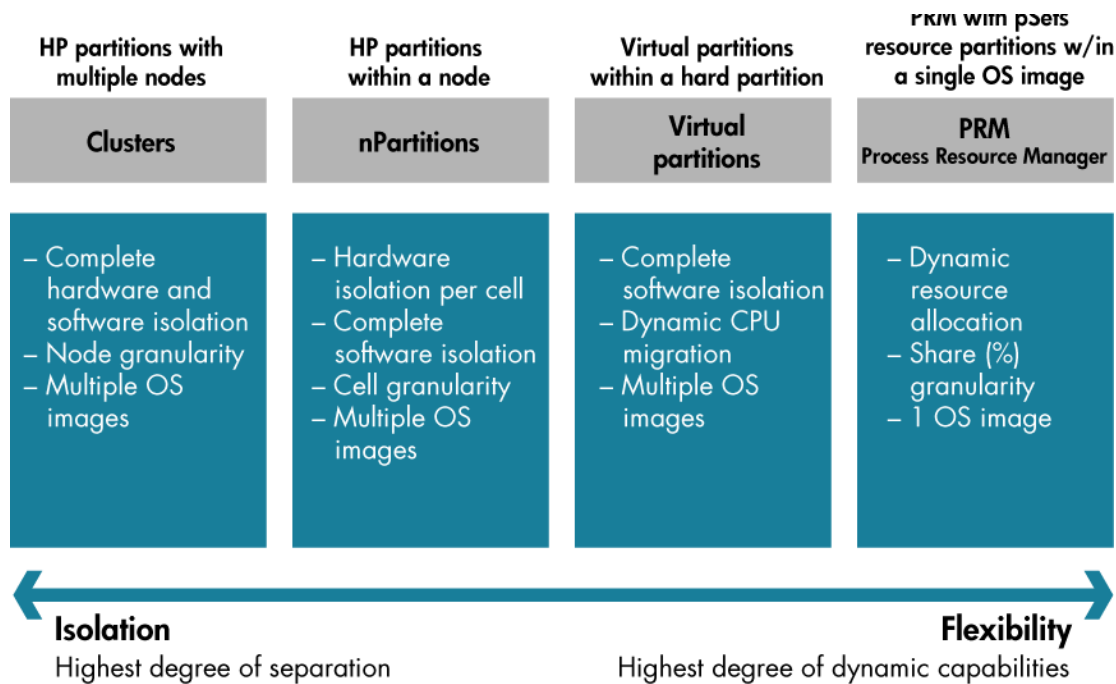 HP partitions with
multiple nodes
Clusters
– Complete
hardware and
software isolation
– Node granularity
– Multiple OS
images
HP partitions
within a node
nPartitions
– Hardware
isolation per cell
– Complete
software isolation
– Cell granularity
– Multiple OS
images
Virtual partitions
within a hard partition
Virtual
partitions
– Complete
software isolation
– Dynamic CPU
migration
– Multiple OS
images
PRM with pSets
resource partitions w/in
a single OS image
PRM
Process Resource Manager
– Dynamic
resource
allocation
– Share (%)
granularity
– 1 OS image
Isolation
Highest degree of separation
Flexibility
Highest degree of dynamic capabilities